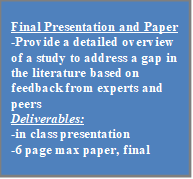 Final Presentation and Paper
-Provide a detailed overview
of a study to address a gap in
the literature based on
feedback from experts and
peers
Deliverables:
-in class presentation
-6 page max paper, final